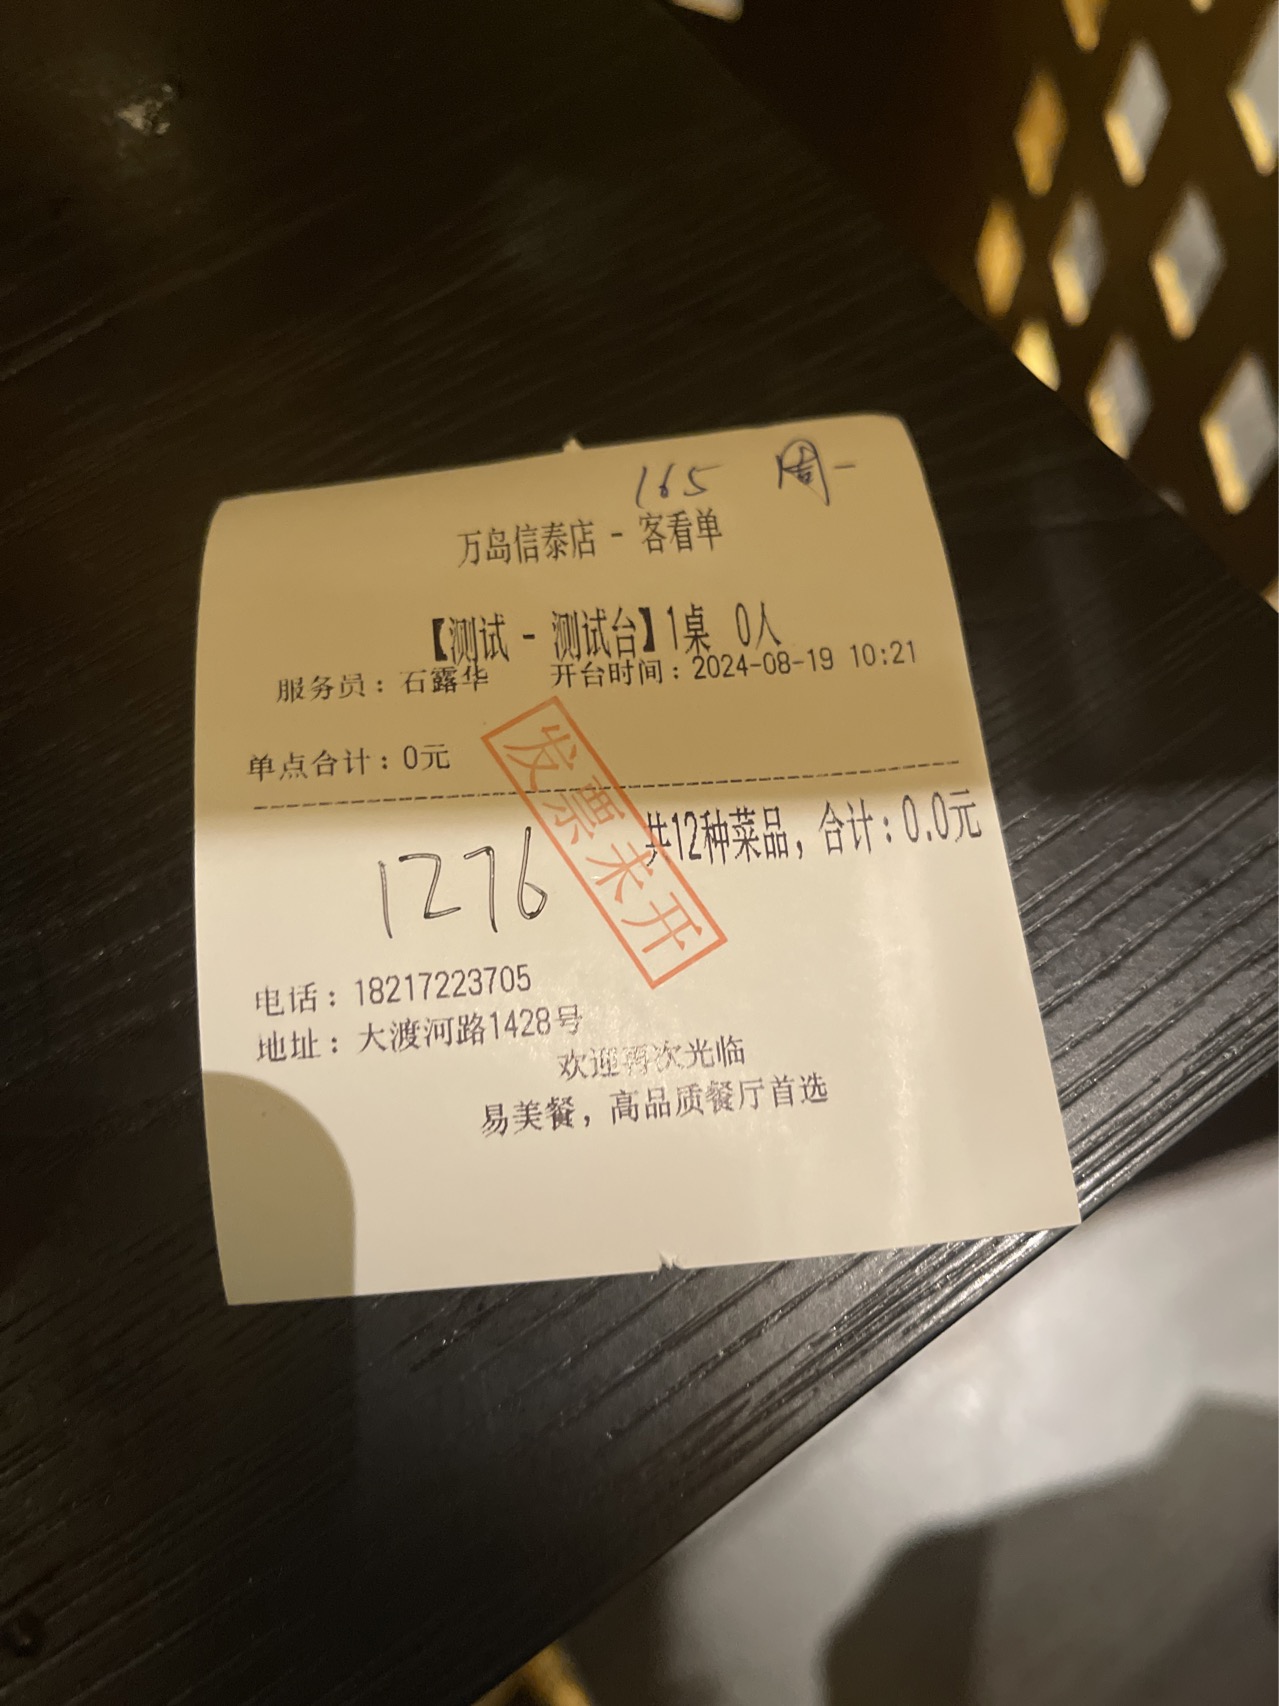 165 周一
万岛信泰店 - 客看单
【测试 - 测试台】1桌 0人
服务员：石露华 开台时间：2024-08-19 10:21
单点合计：0元
发票未开
共12种菜品，合计：0.0元
1276
电话：18217223705
地址：大渡河路1428号
欢迎再次光临
易美餐，高品质餐厅首选